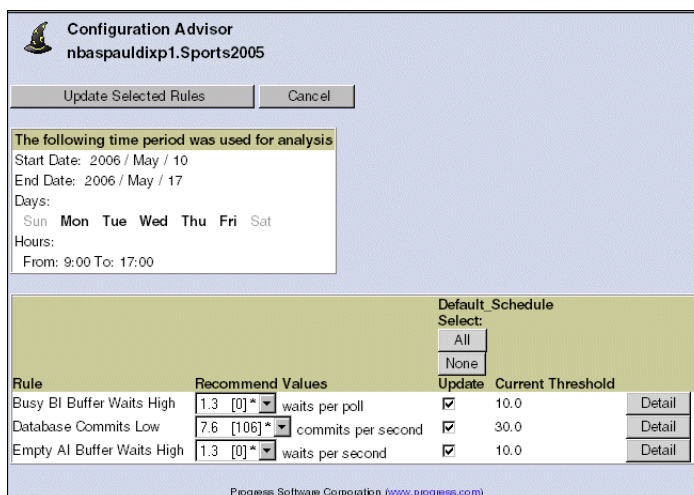 Configuration Advisor
nbaspauldixp1.Sports2005
Update Selected Rules Cancel
The following time period was used for analysis
Start Date: 2006 / May / 10
End Date: 2006 / May / 17
Days:
Sun Mon Tue Wed Thu Fri Sat
Hours:
From: 9:00 To: 17:00
Default_Schedule
Select:
All
None
Rule Recommend Values Update Current Threshold
Busy BI Buffer Waits High 1.3 [0]* waits per poll 10.0 Detail
Database Commits Low 7.6 [106]* commits per second 30.0 Detail
Empty AI Buffer Waits High 1.3 [0]* waits per second 10.0 Detail
Progress Software Corporation (www.progress.com)